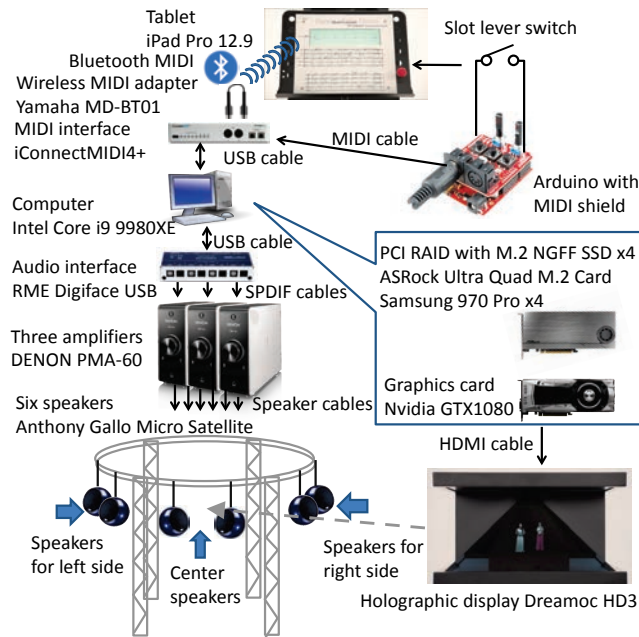 Tablet
iPad Pro 12.9
Bluetooth MIDI
Wireless MIDI adapter
Yamaha MD-BT01
MIDI interface
iConnectMIDI4+
Slot lever switch
MIDI cable
USB cable
Arduino with
MIDI shield
Computer
Intel Core i9 9980XE
USB cable
Audio interface
RME Digiface USB
SPDIF cables
PCI RAID with M.2 NGFF SSD x4
ASRock Ultra Quad M.2 Card
Samsung 970 Pro x4
Three amplifiers
DENON PMA-60
Graphics card
Nvidia GTX1080
Six speakers
Speaker cables
Anthony Gallo Micro Satellite
HDMI cable
Speakers
for left side
Center
speakers
Speakers for
right side
Holographic display Dreamoc HD3